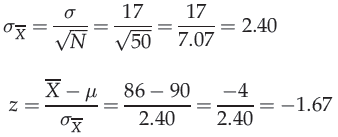 σ_X̅ = σ/√N = 17/√50 = 17/7.07 = 2.40
z = (X̅ − μ)/σ_X̅ = (86 − 90)/2.40 = −4/2.40 = −1.67